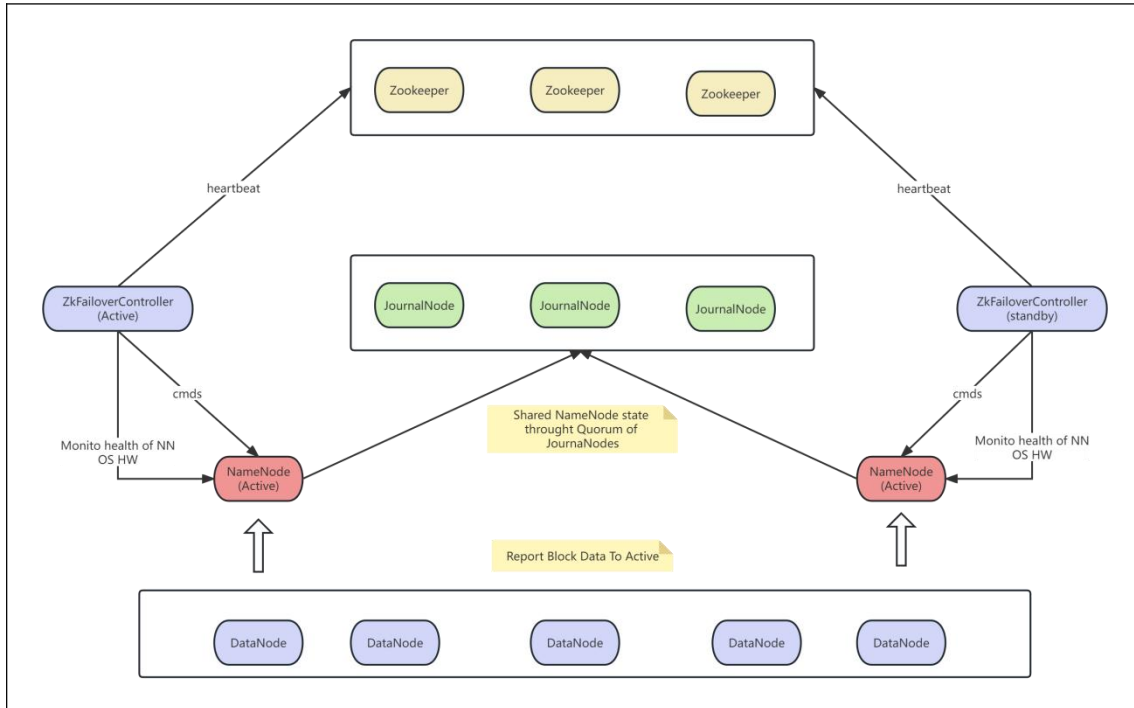 Zookeeper
Zookeeper
Zookeeper
heartbeat
heartbeat
ZkFailoverController
(Active)
JournalNode
JournalNode
JournalNode
ZkFailoverController
(standby)
cmds
cmds
Shared NameNode state
throught Quorum of
JournaNodes
Monito health of NN
OS HW
Monito health of NN
OS HW
NameNode
(Active)
NameNode
(Active)
Report Block Data To Active
DataNode
DataNode
DataNode
DataNode
DataNode